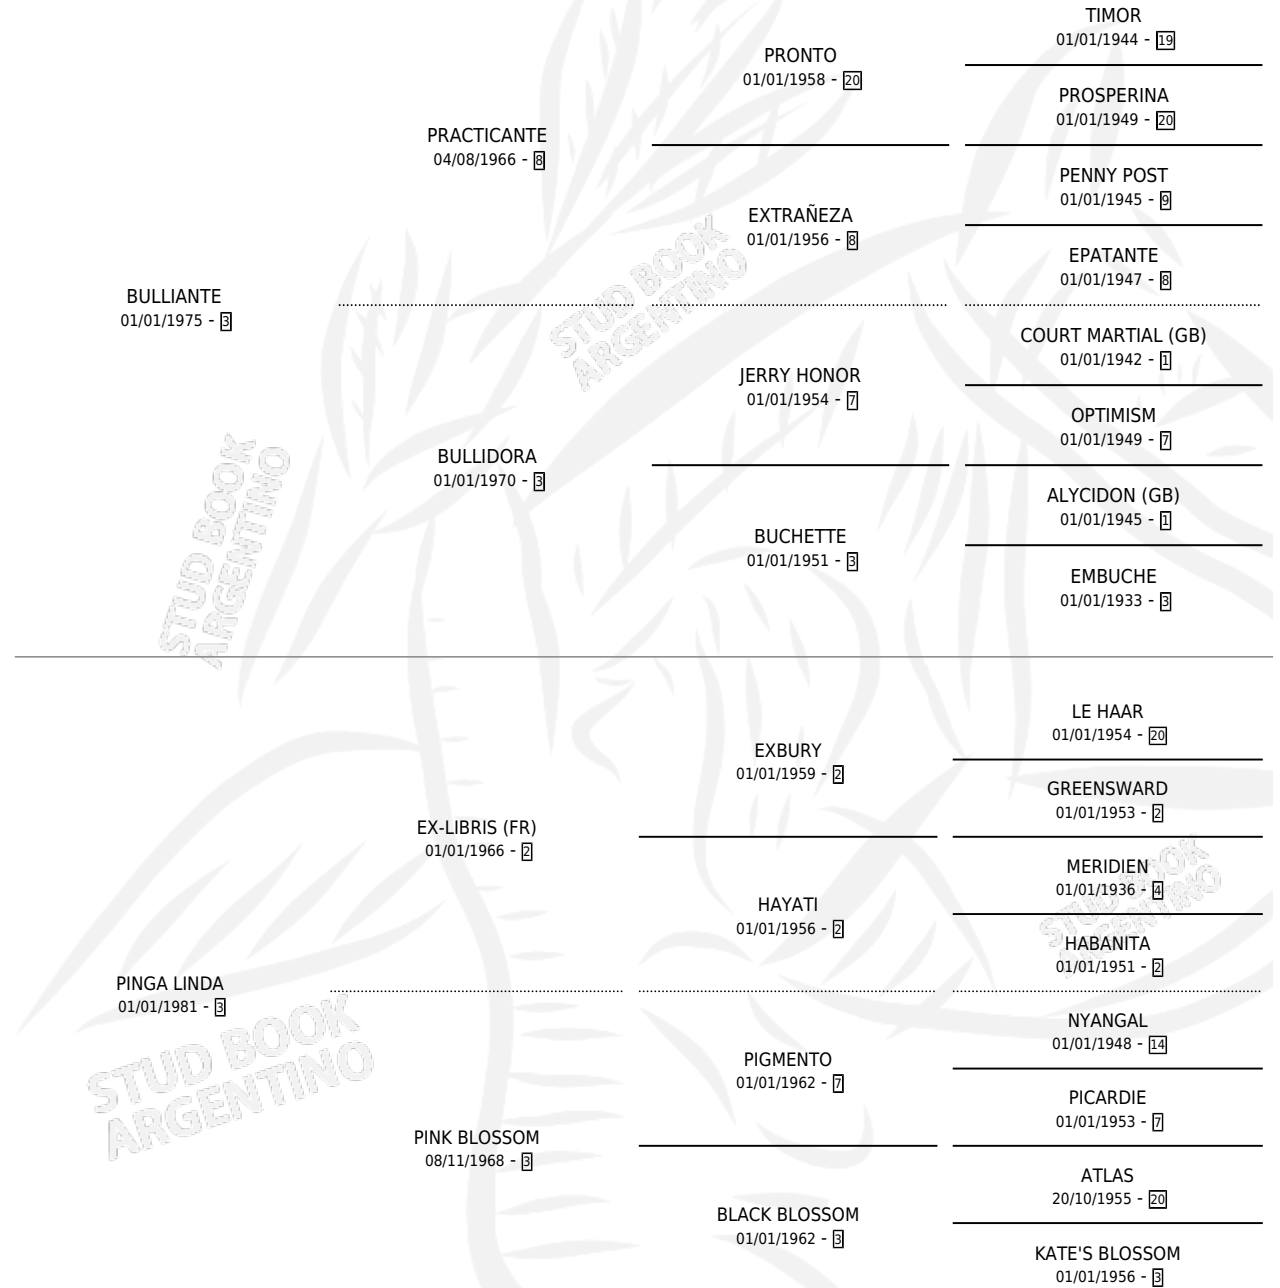 TIMOR
01/01/1944 - 19
PRONTO
01/01/1958 - 20
PROSPERINA
01/01/1949 - 20
PRACTICANTE
04/08/1966 - 8
PENNY POST
01/01/1945 - 9
EXTRAÑEZA
01/01/1956 - 8
EPATANTE
01/01/1947 - 8
BULLIANTE
01/01/1975 - 3
STUD BOOK
ARGENTINO
COURT MARTIAL (GB)
01/01/1942 - 1
JERRY HONOR
01/01/1954 - 7
OPTIMISM
01/01/1949 - 7
BULLIDORA
01/01/1970 - 3
ALYCIDON (GB)
01/01/1945 - 1
BUCHETTE
01/01/1951 - 3
EMBUCHE
01/01/1933 - 3
STUD BOOK
ARGENTINO
LE HAAR
01/01/1954 - 20
EXBURY
01/01/1959 - 2
GREENSWARD
01/01/1953 - 2
EX-LIBRIS (FR)
01/01/1966 - 2
MERIDIEN
01/01/1936 - 4
HAYATI
01/01/1956 - 2
STUD BOOK
ARGENTINO
HABANITA
01/01/1951 - 2
PINGA LINDA
01/01/1981 - 3
STUD BOOK
ARGENTINO
NYANGAL
01/01/1948 - 14
PIGMENTO
01/01/1962 - 7
PICARDIE
01/01/1953 - 7
PINK BLOSSOM
08/11/1968 - 3
ATLAS
20/10/1955 - 20
BLACK BLOSSOM
01/01/1962 - 3
KATE'S BLOSSOM
01/01/1956 - 3